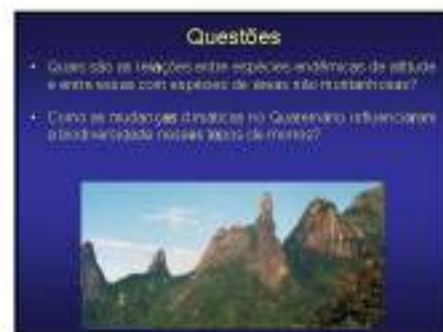 Questões
• Quais são as relações entre espécies endêmicas de altitude
e entre essas com espécies de áreas não montanhosas?
• Como as mudanças climáticas no Quaternário influenciaram
a biodiversidade nesses topos de morros?